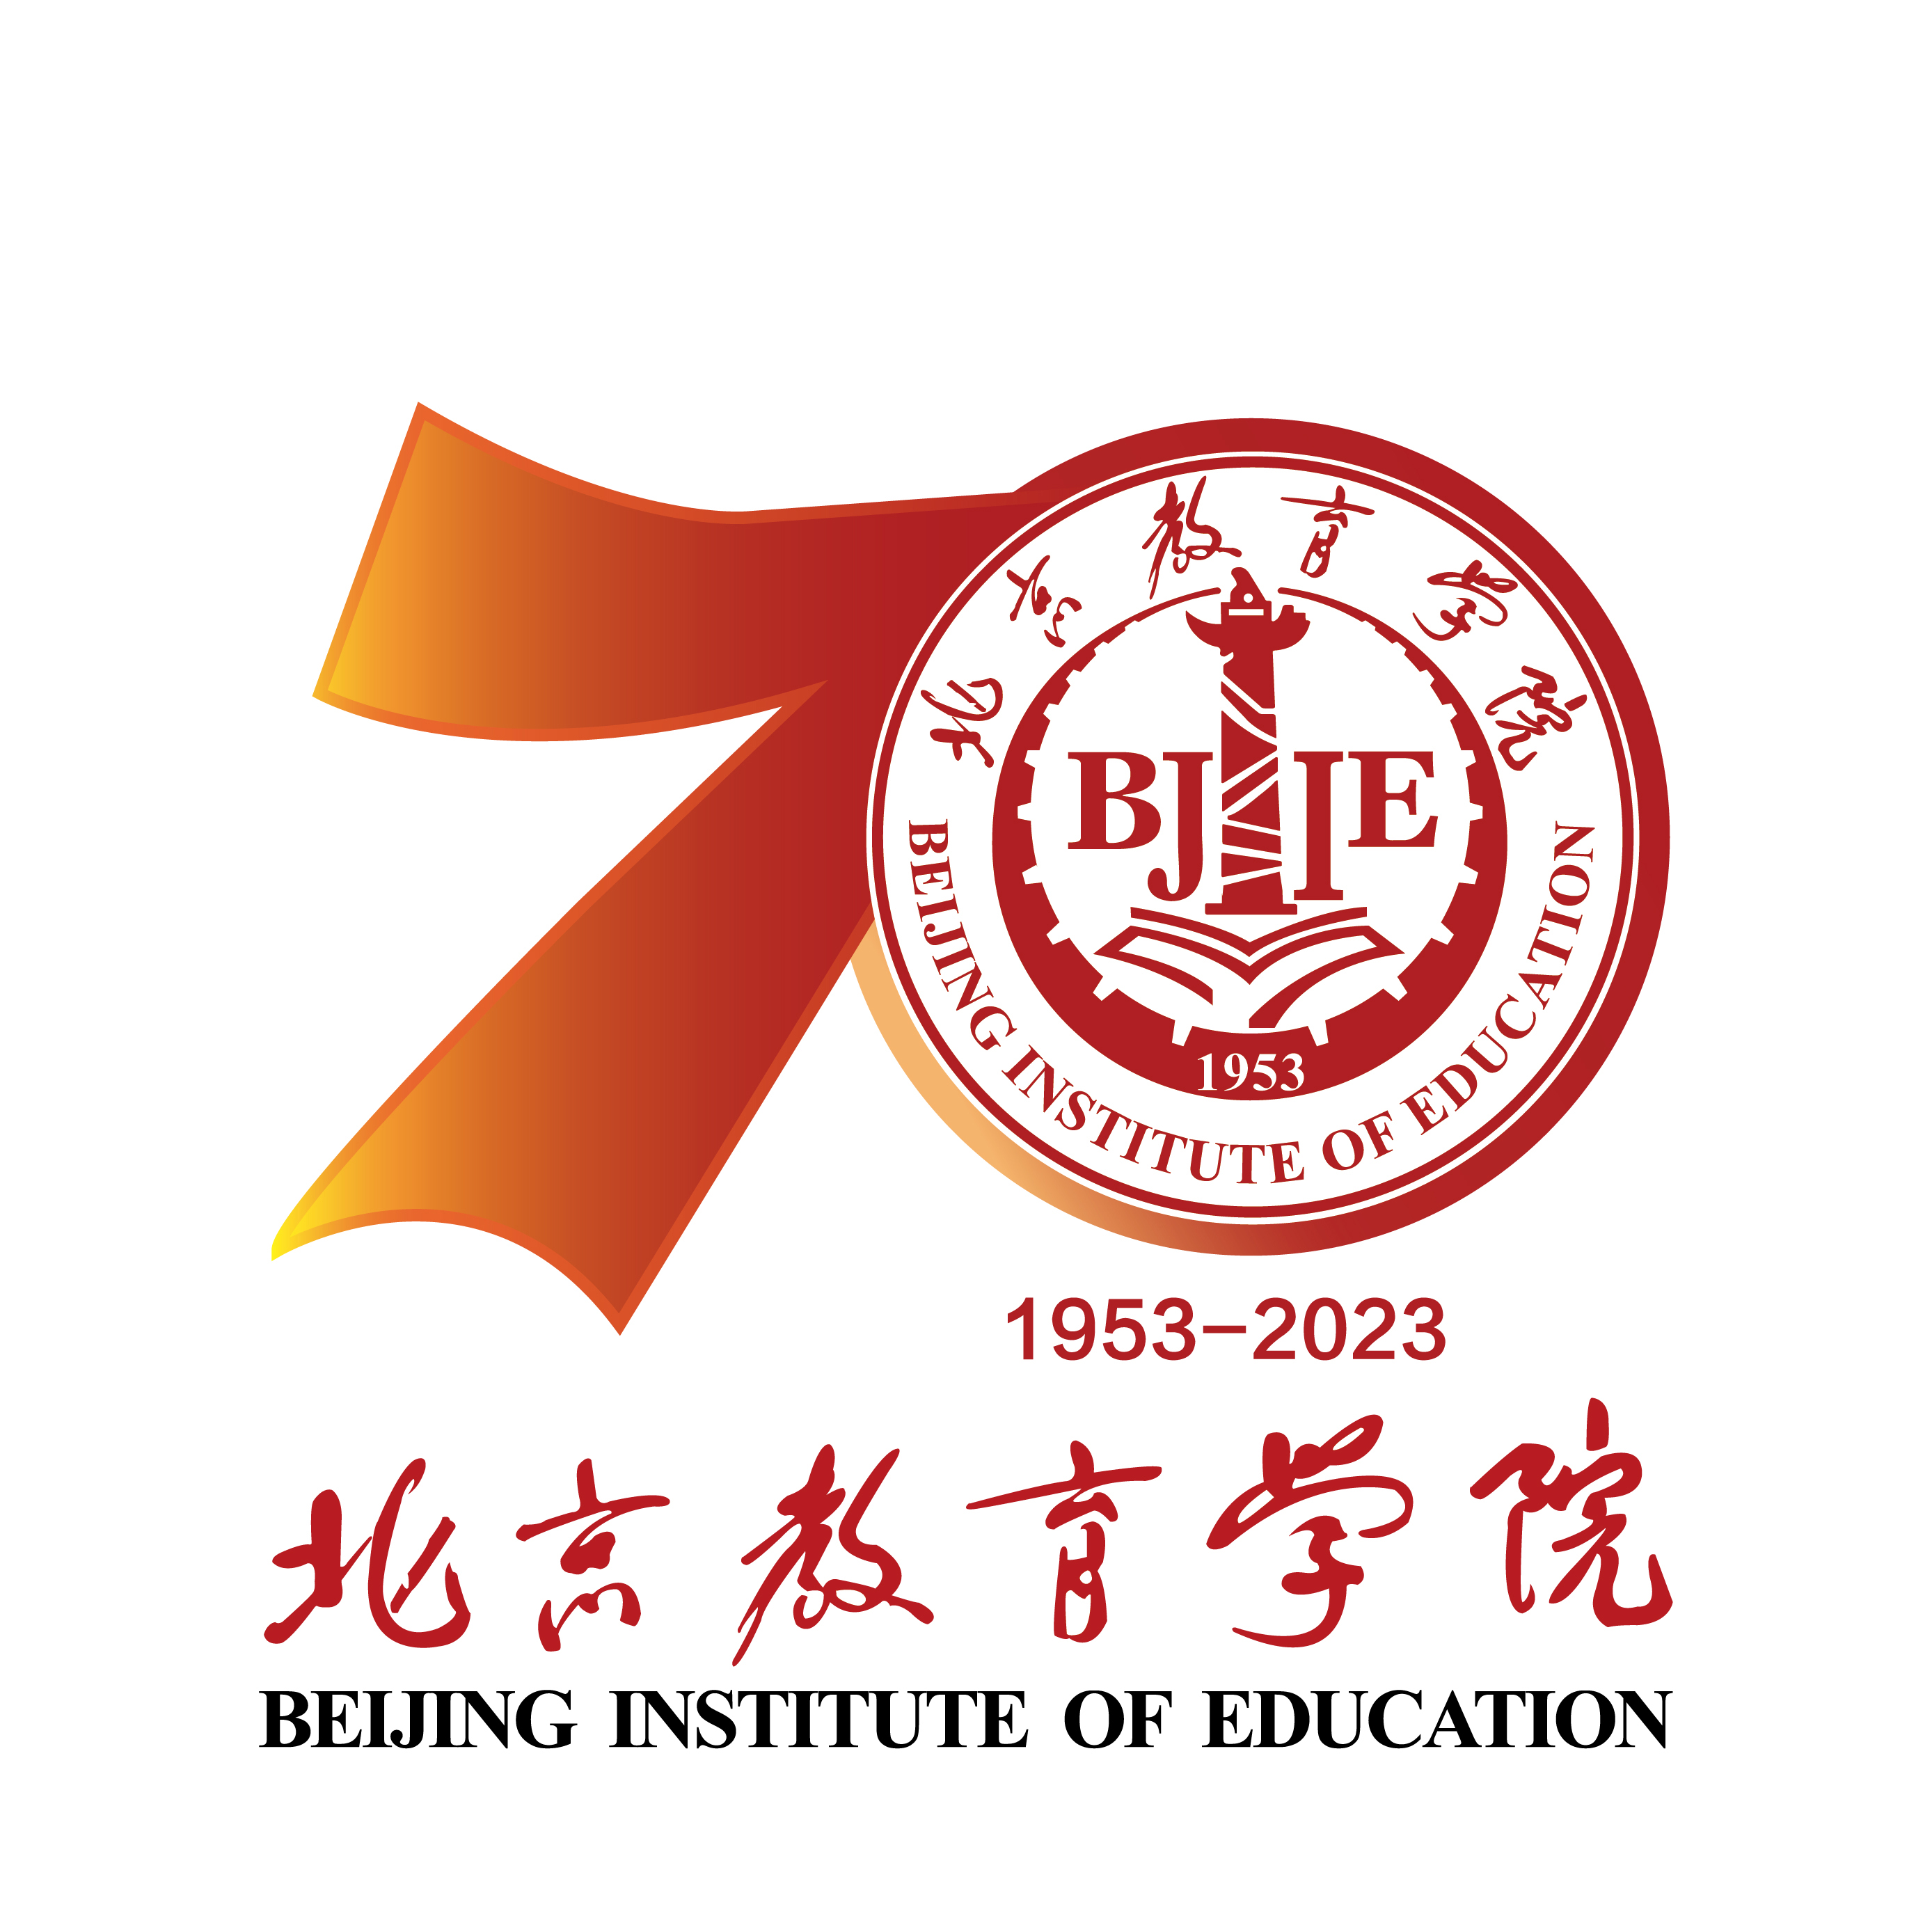 北京教育学院
BJIE
1953
BEIJING INSTITUTE OF EDUCATION
1953-2023
北京教育学院
BEIJING INSTITUTE OF EDUCATION